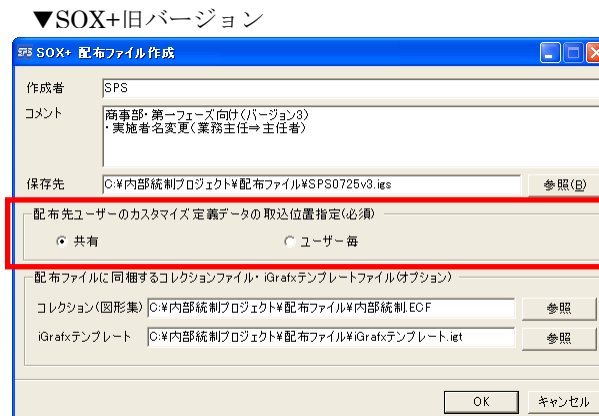 ▼SOX+旧バージョン
SPS SOX+ 配布ファイル作成
作成者 SPS
コメント 商事部・第一フェーズ向け(バージョン3)
・実施者名変更(業務主任⇒主任者)
保存先 C:¥内部統制プロジェクト¥配布ファイル¥SPS0725v3.igs 参照(B)
配布先ユーザーのカスタマイズ定義データの取込位置指定(必須)
共有 ユーザー毎
配布ファイルに同梱するコレクションファイル・iGrafxテンプレートファイル(オプション)
コレクション(図形集) C:¥内部統制プロジェクト¥配布ファイル¥内部統制.ECF 参照
iGrafxテンプレート C:¥内部統制プロジェクト¥配布ファイル¥iGrafxテンプレート.igt 参照
OK キャンセル